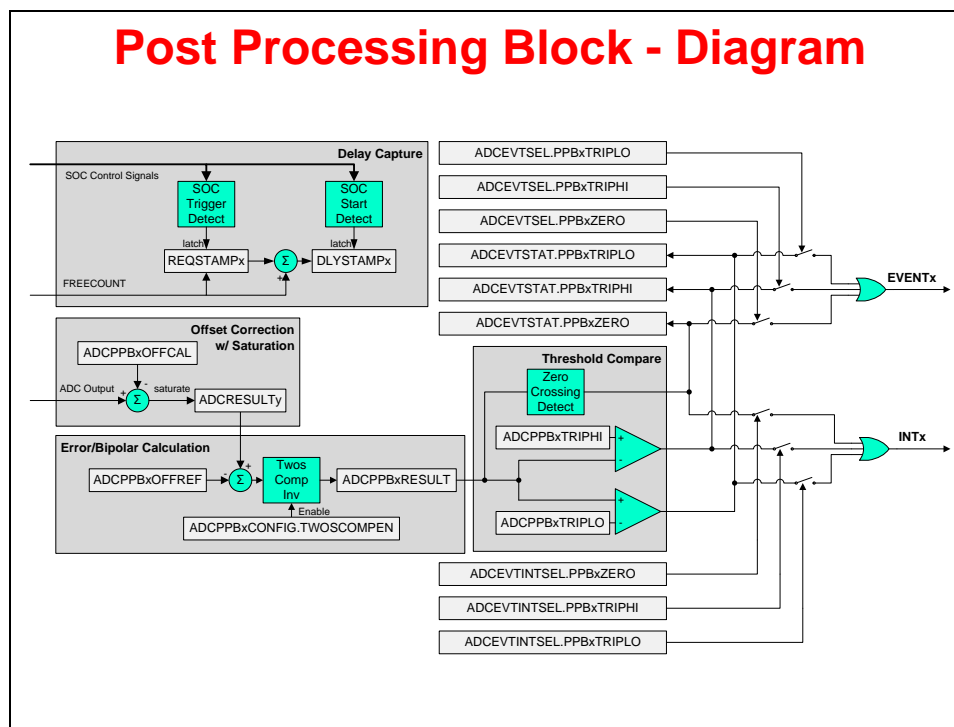 Post Processing Block - Diagram
Delay Capture
SOC Control Signals
SOC
Trigger
Detect
SOC
Start
Detect
latch
latch
REQSTAMPx
Σ
DLYSTAMPx
+
FREECOUNT
Offset Correction
w/ Saturation
ADCPPBxOFFCAL
-
ADC Output
+
Σ
saturate
ADCRESULTy
Error/Bipolar Calculation
ADCPPBxOFFREF
-
Σ
+
Twos
Comp
Inv
ADCPPBxRESULT
Enable
ADCPPBxCONFIG.TWOSCOMPEN
ADCEVTSEL.PPBxTRIPLO
ADCEVTSEL.PPBxTRIPHI
ADCEVTSEL.PPBxZERO
ADCEVTSTAT.PPBxTRIPLO
ADCEVTSTAT.PPBxTRIPHI
ADCEVTSTAT.PPBxZERO
EVENTx
Threshold Compare
Zero
Crossing
Detect
ADCPPBxTRIPHI
+
-
+
ADCPPBxTRIPLO
-
INTx
ADCEVTINTSEL.PPBxZERO
ADCEVTINTSEL.PPBxTRIPHI
ADCEVTINTSEL.PPBxTRIPLO